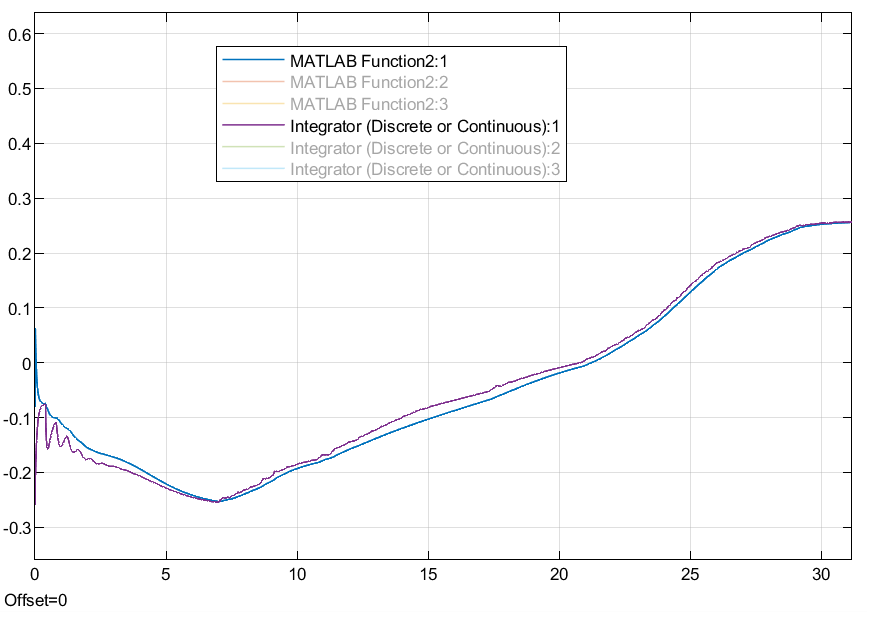 0.6
0.5
0.4
0.3
0.2
0.1
0
-0.1
-0.2
-0.3
MATLAB Function2:1
MATLAB Function2:2
MATLAB Function2:3
Integrator (Discrete or Continuous):1
Integrator (Discrete or Continuous):2
Integrator (Discrete or Continuous):3
0 5 10 15 20 25 30
Offset=0